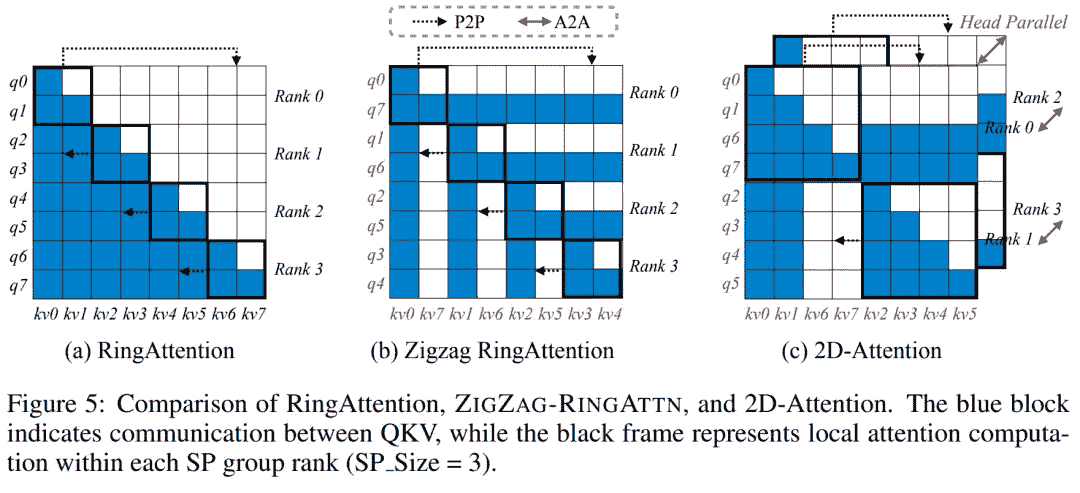 P2P A2A
Head Parallel
q0
q1
q2
q3
q4
q5
q6
q7
Rank 0
Rank 1
Rank 2
Rank 3
kv0 kv1 kv2 kv3 kv4 kv5 kv6 kv7
(a) RingAttention
q0
q7
q1
q6
q2
q5
q3
q4
Rank 0
Rank 1
Rank 2
Rank 3
kv0 kv7 kv1 kv6 kv2 kv5 kv3 kv4
(b) Zigzag RingAttention
q0
q1
q6
q7
q2
q3
q4
q5
Rank 2
Rank 0
Rank 3
Rank 1
kv0 kv1 kv6 kv7 kv2 kv3 kv4 kv5
(c) 2D-Attention
Figure 5: Comparison of RingAttention, ZIGZAG-RINGATTN, and 2D-Attention. The blue block
indicates communication between QKV, while the black frame represents local attention computa-
tion within each SP group rank (SP_Size = 3).